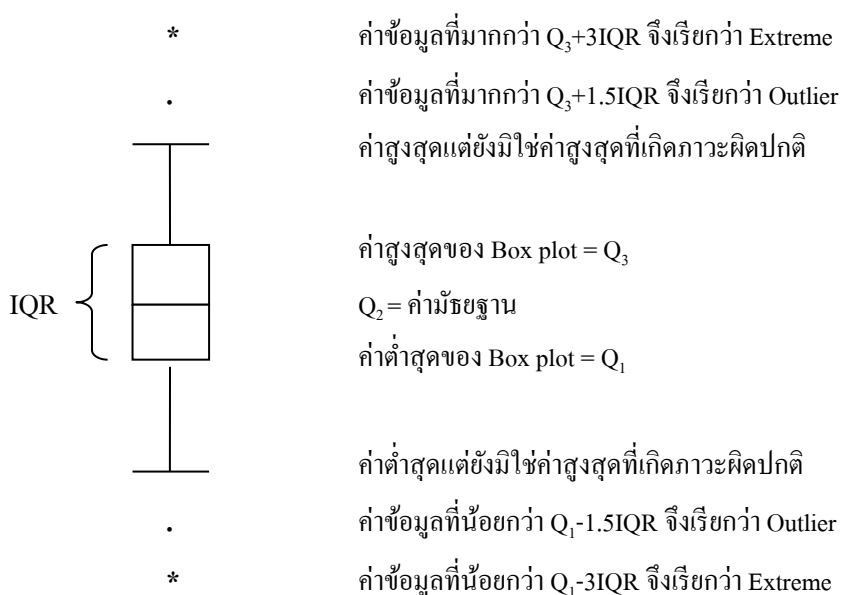 * ค่าข้อมูลที่มากกว่า Q₃+3IQR จึงเรียกว่า Extreme
. ค่าข้อมูลที่มากกว่า Q₃+1.5IQR จึงเรียกว่า Outlier
ค่าสูงสุดแต่ยังมิใช่ค่าสูงสุดที่เกิดภาวะผิดปกติ
ค่าสูงสุดของ Box plot = Q₃
IQR Q₂ = ค่ามัธยฐาน
ค่าต่ำสุดของ Box plot = Q₁
ค่าต่ำสุดแต่ยังมิใช่ค่าสูงสุดที่เกิดภาวะผิดปกติ
. ค่าข้อมูลที่น้อยกว่า Q₁-1.5IQR จึงเรียกว่า Outlier
* ค่าข้อมูลที่น้อยกว่า Q₁-3IQR จึงเรียกว่า Extreme